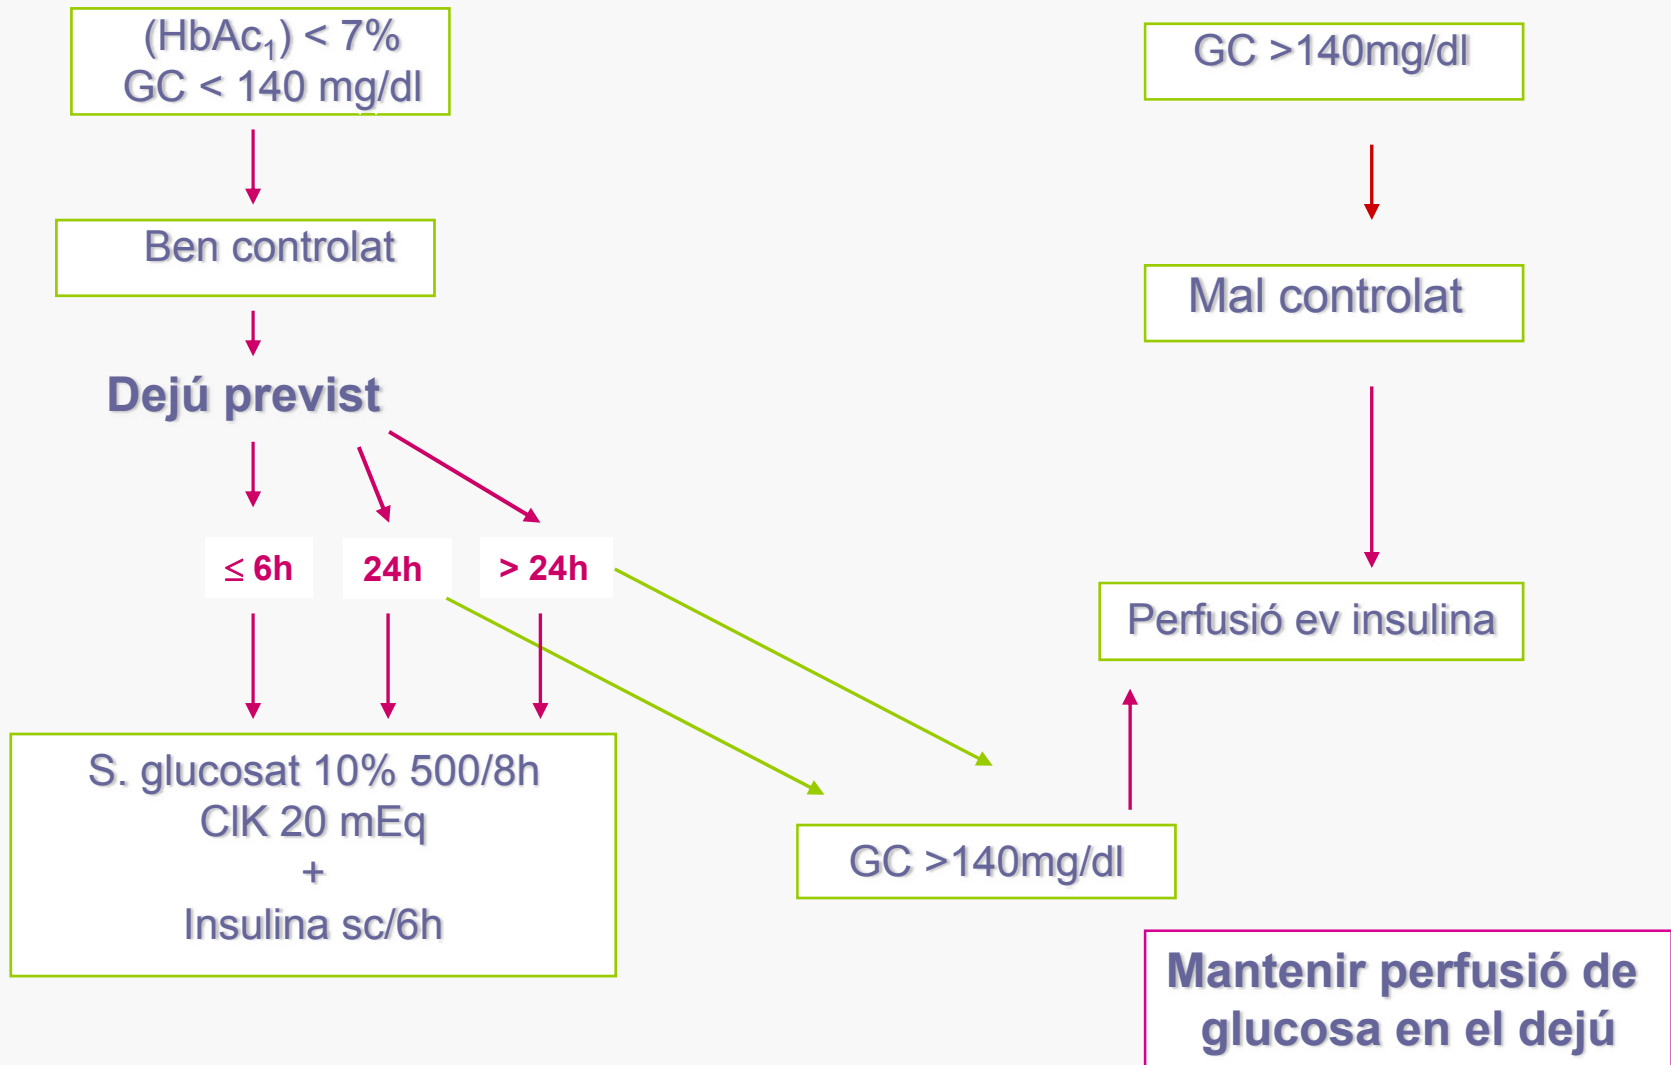 (HbAc₁) < 7%
GC < 140 mg/dl
GC >140mg/dl
Ben controlat
Mal controlat
Dejú previst
≤ 6h
24h
> 24h
Perfusió ev insulina
S. glucosat 10% 500/8h
ClK 20 mEq
+
Insulina sc/6h
GC >140mg/dl
Mantenir perfusió de
glucosa en el dejú